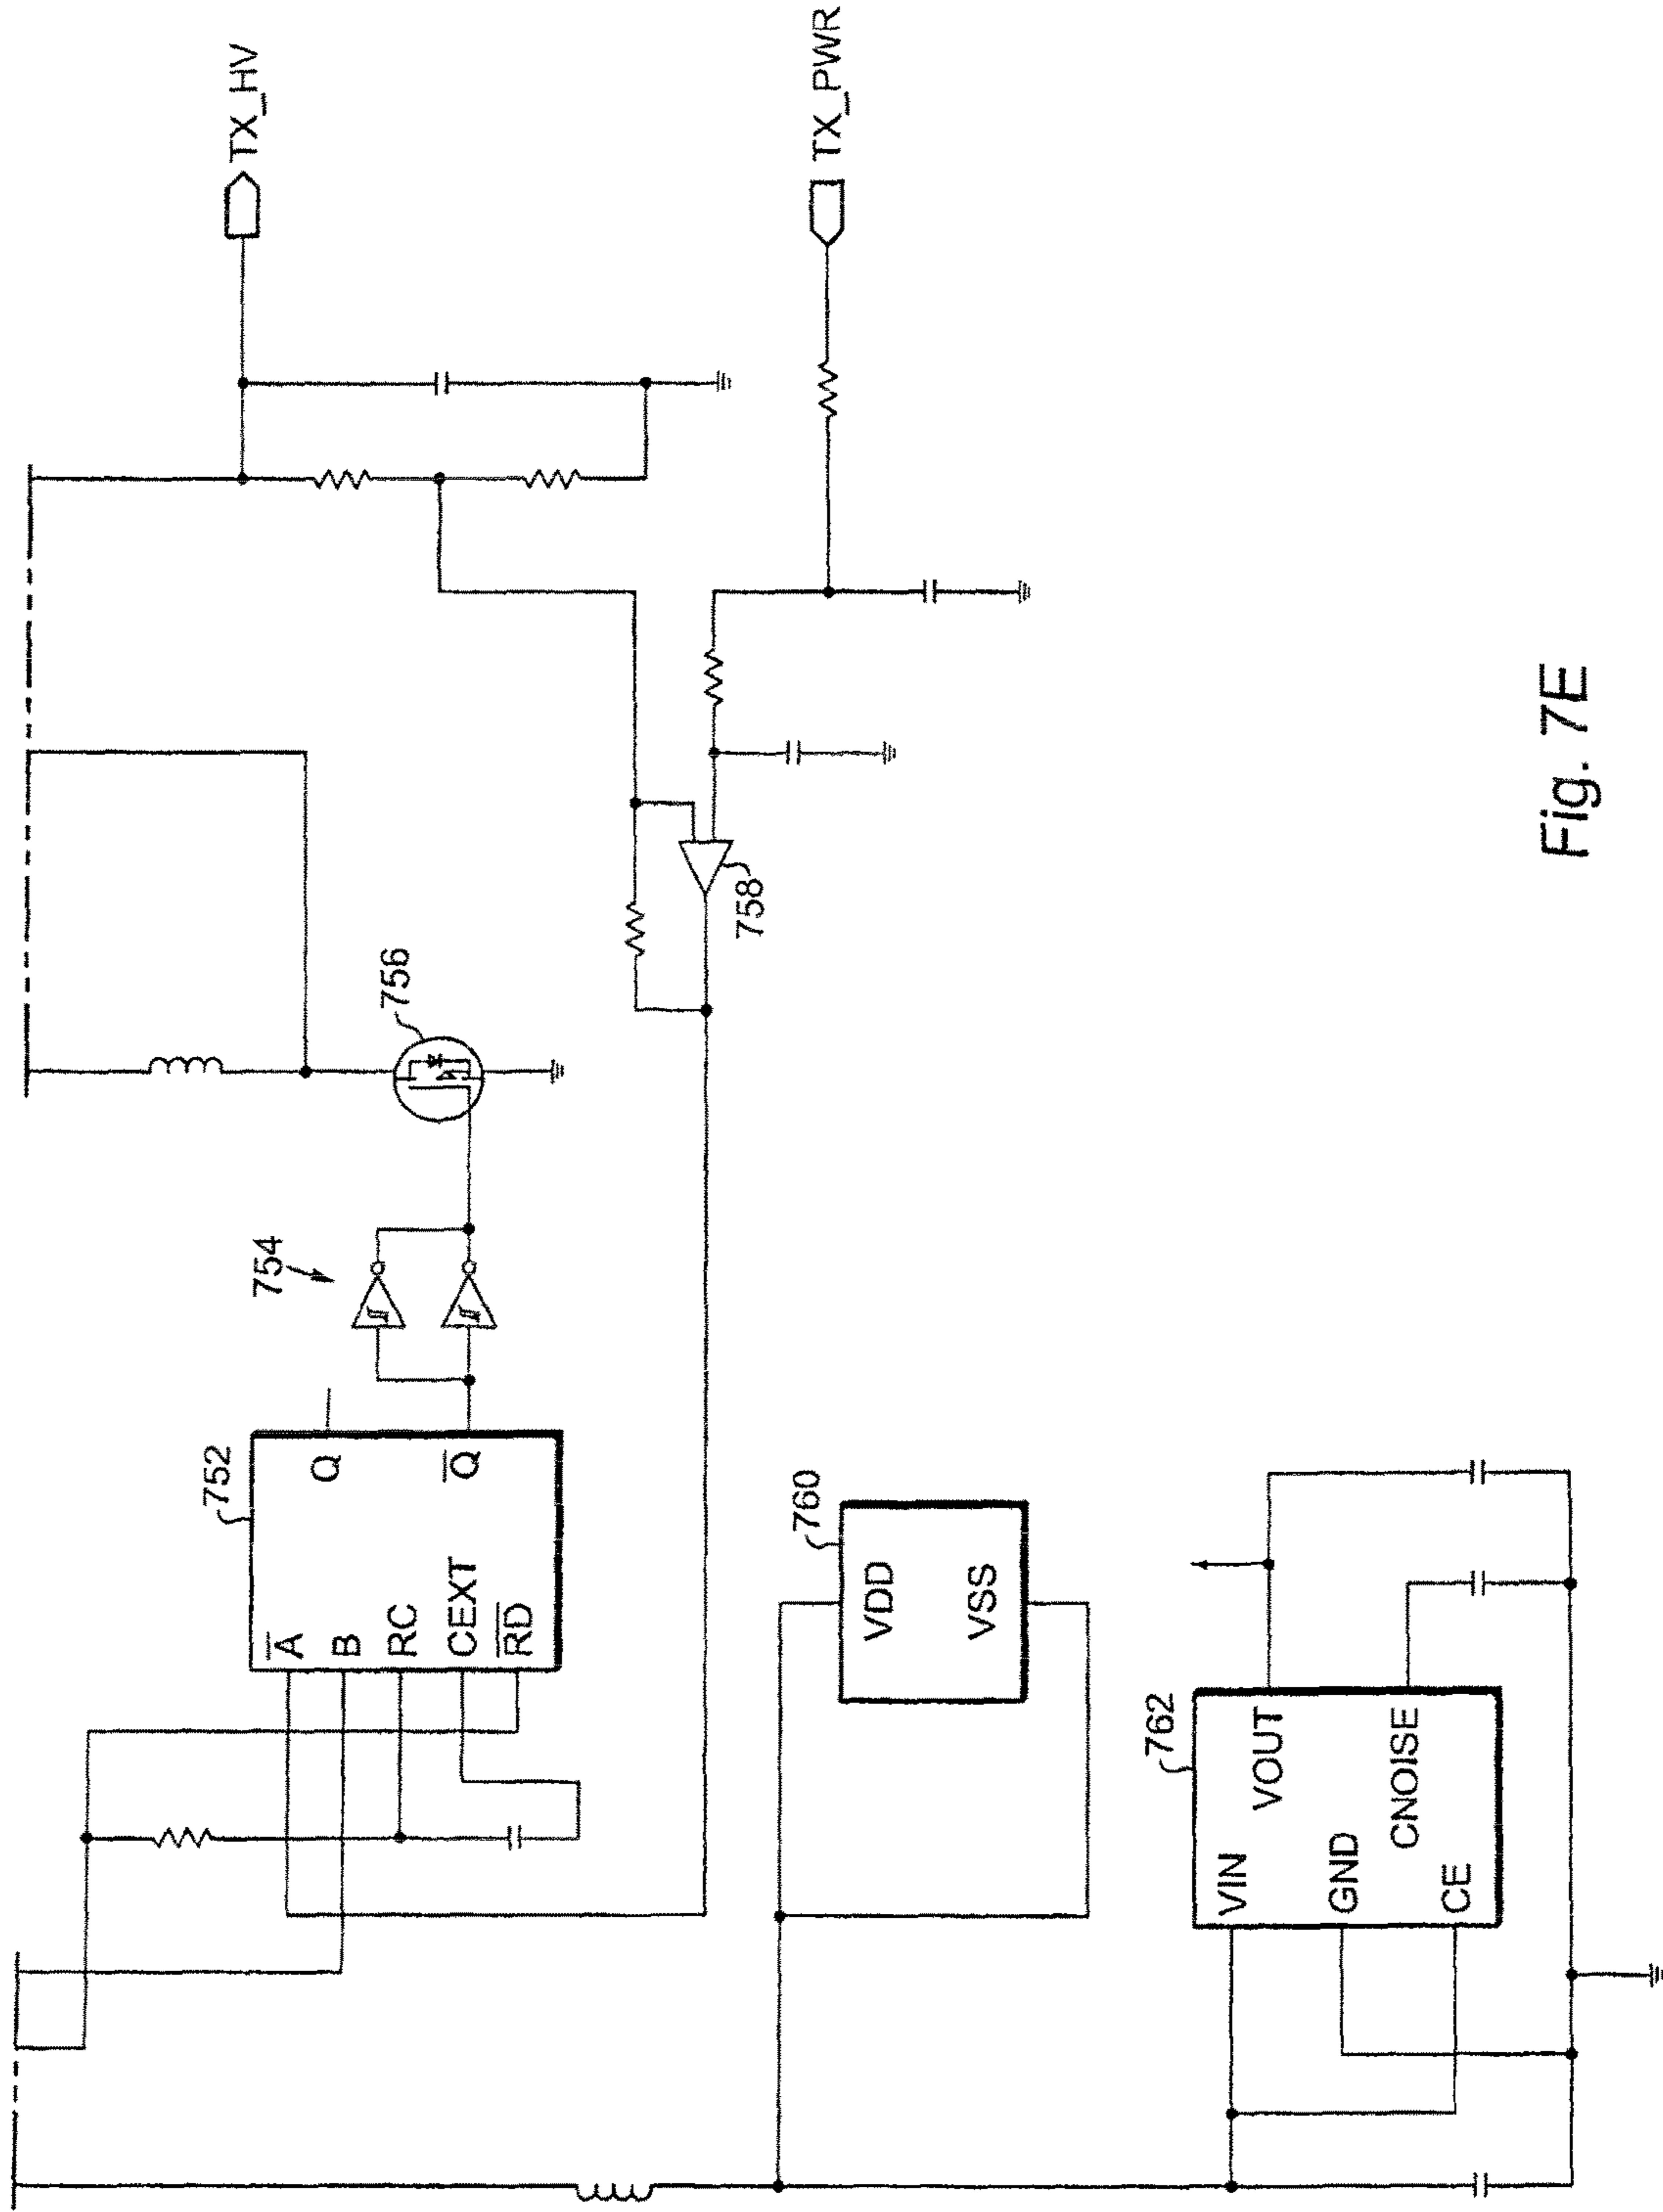 TX_HV
TX_PWR
756
758
754
752
A̅
B
RC
CEXT
R̅D̅
Q
Q̅
760
VDD
VSS
762
VIN
GND
CE
VOUT
CNOISE
Fig. 7E